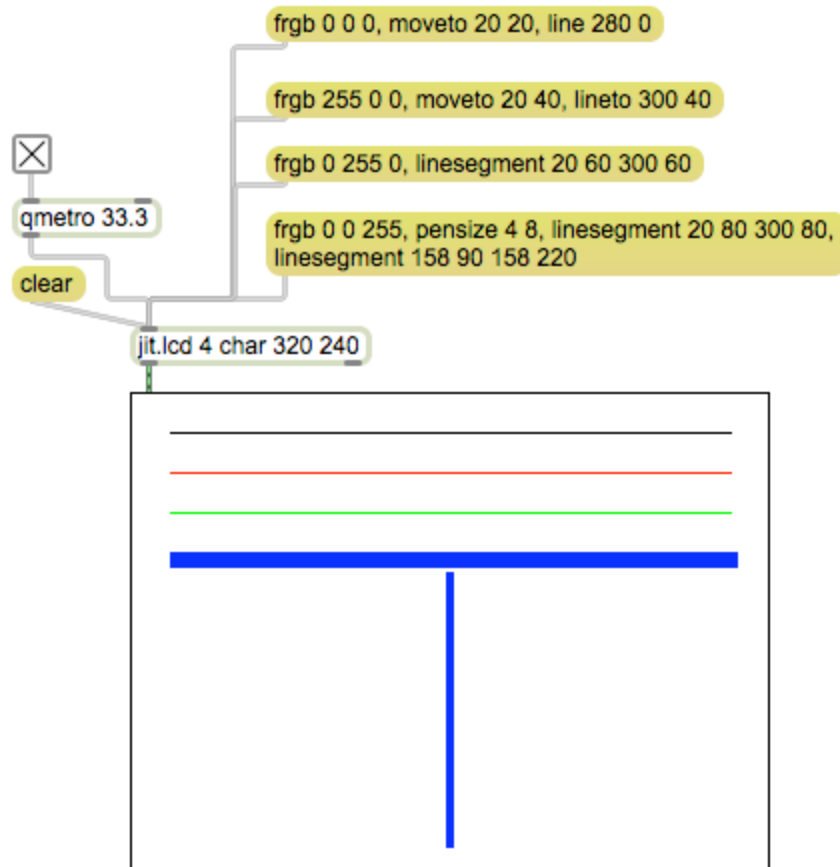 frgb 0 0 0, moveto 20 20, line 280 0
frgb 255 0 0, moveto 20 40, lineto 300 40
frgb 0 255 0, linesegment 20 60 300 60
qmetro 33.3
frgb 0 0 255, pensize 4 8, linesegment 20 80 300 80,
linesegment 158 90 158 220
clear
jit.lcd 4 char 320 240